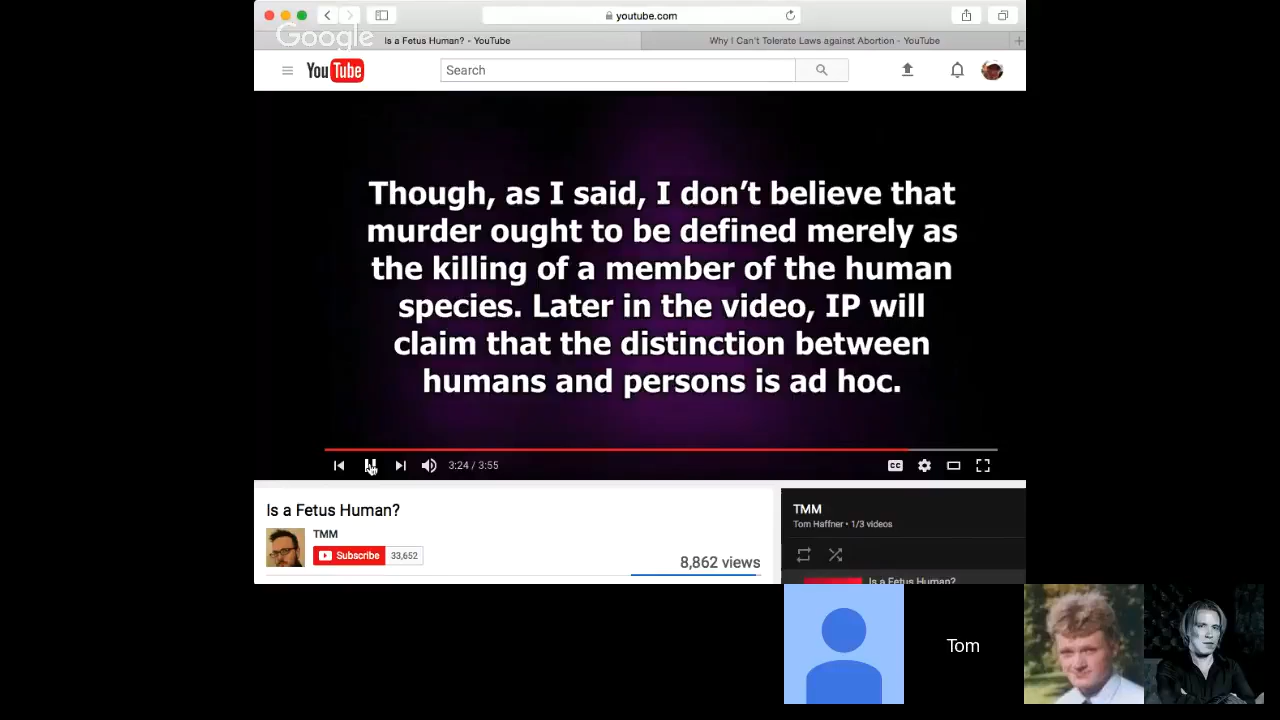 youtube.com
Google
Is a Fetus Human? - YouTube
Why I Can't Tolerate Laws against Abortion - YouTube
YouTube
Search
Though, as I said, I don't believe that
murder ought to be defined merely as
the killing of a member of the human
species. Later in the video, IP will
claim that the distinction between
humans and persons is ad hoc.
3:24 / 3:55
CC
Is a Fetus Human?
TMM
Subscribe 33,652
8,862 views
TMM
Tom Haffner • 1/3 videos
Is a Fetus Human?
Tom